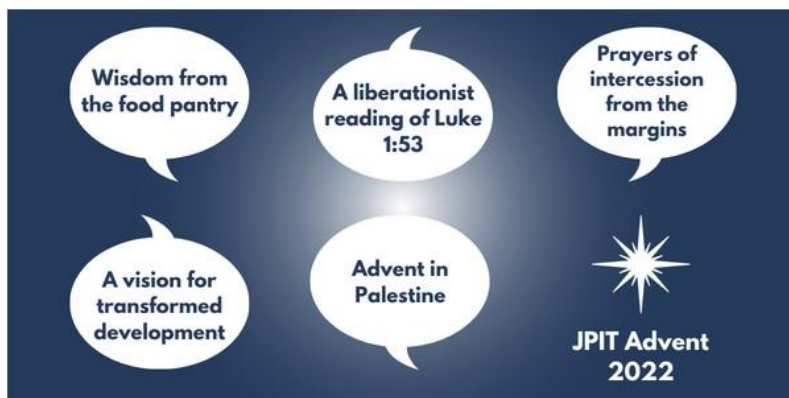 Wisdom from
the food pantry
A liberationist
reading of Luke
1:53
Prayers of
intercession
from the
margins
A vision for
transformed
development
Advent in
Palestine
JPIT Advent
2022